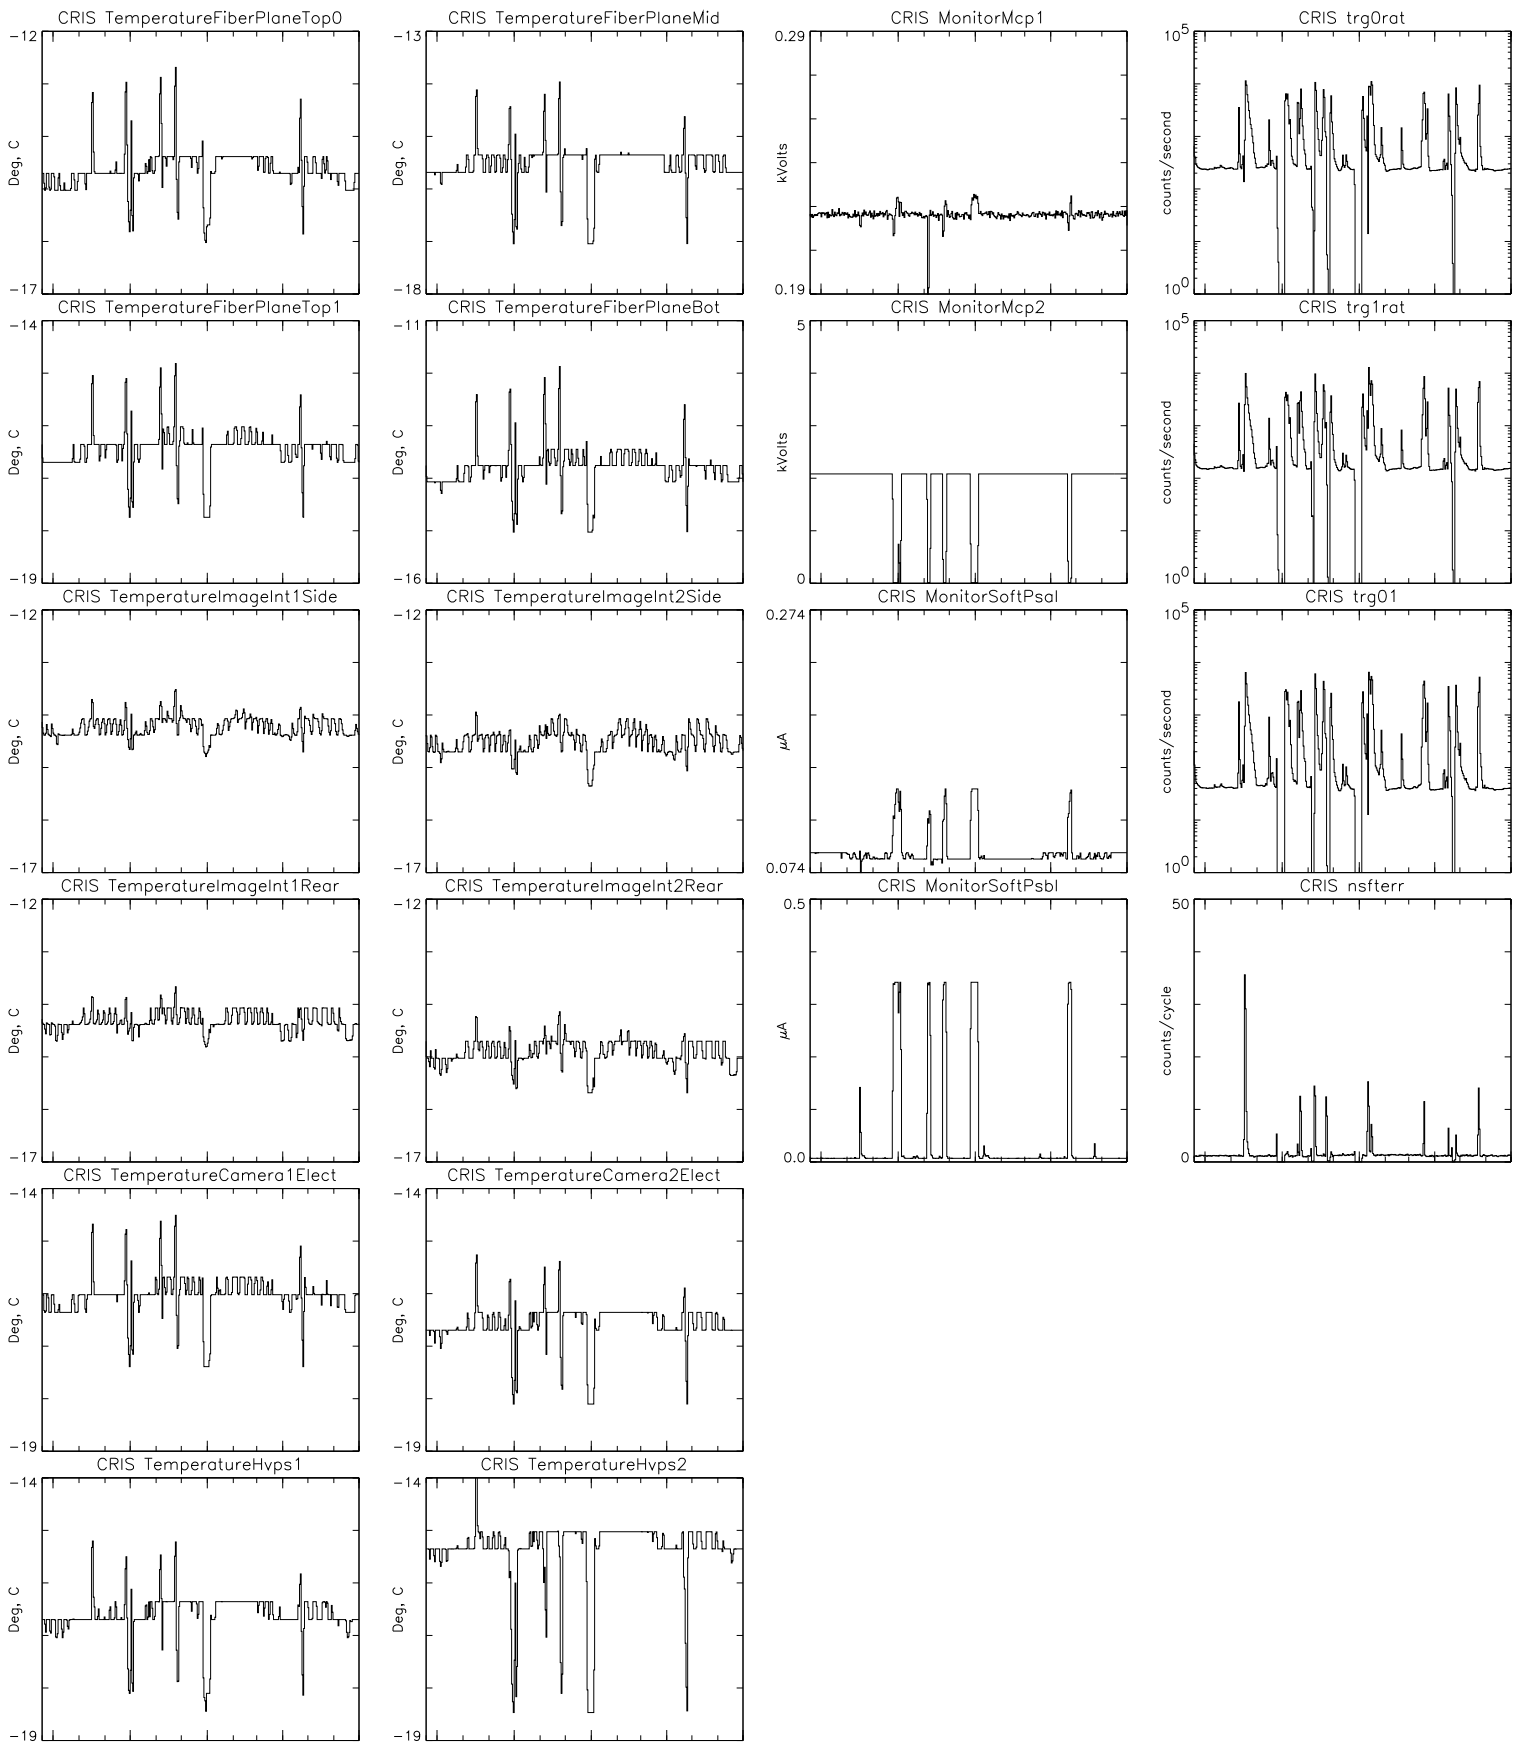 CRIS TemperatureFiberPlaneTop0
-12
Deg, C
-17
CRIS TemperatureFiberPlaneMid
-13
Deg, C
-18
CRIS MonitorMcp1
0.29
kVolts
0.19
CRIS trg0rat
10^5
counts/second
10^0
CRIS TemperatureFiberPlaneTop1
-14
Deg, C
-19
CRIS TemperatureFiberPlaneBot
-11
Deg, C
-16
CRIS MonitorMcp2
5
kVolts
0
CRIS trg1rat
10^5
counts/second
10^0
CRIS TemperatureImageInt1Side
-12
Deg, C
-17
CRIS TemperatureImageInt2Side
-12
Deg, C
-17
CRIS MonitorSoftPsaI
0.274
μA
0.074
CRIS trg01
10^5
counts/second
10^0
CRIS TemperatureImageInt1Rear
-12
Deg, C
-17
CRIS TemperatureImageInt2Rear
-12
Deg, C
-17
CRIS MonitorSoftPsbI
0.5
μA
0.0
CRIS nsfterr
50
counts/cycle
0
CRIS TemperatureCamera1Elect
-14
Deg, C
-19
CRIS TemperatureCamera2Elect
-14
Deg, C
-19
CRIS TemperatureHvps1
-14
Deg, C
-19
CRIS TemperatureHvps2
-14
Deg, C
-19